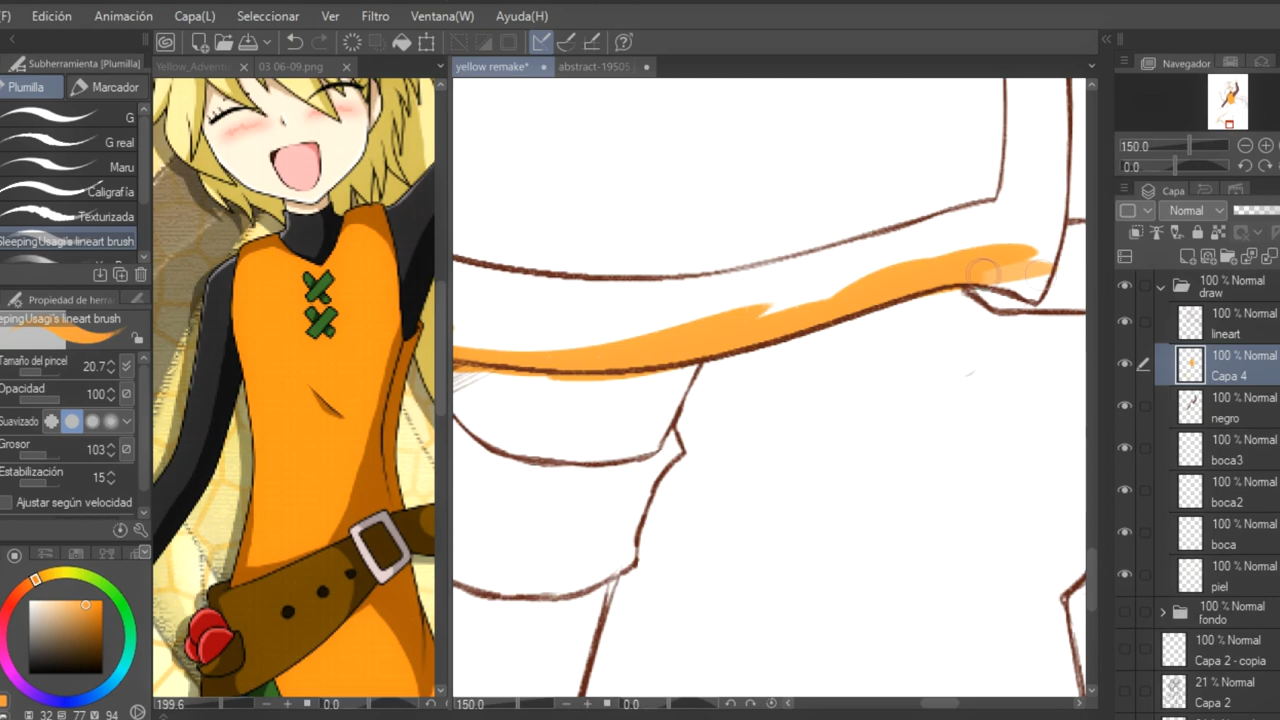 F) Edición Animación Capa(L) Seleccionar Ver Filtro Ventana(W) Ayuda(H)
Subherramienta [Plumilla]
Yellow_Advent 03 06-09.png
yellow remake* abstract-19505
Navegador
Plumilla Marcador
G
G real
Maru
Caligrafía
Texturizada
SleepingUsagi's lineart brush
Propiedad de herra
epingUsagi's lineart brush
Tamaño del pincel 20.7
Opacidad 100
Suavizado
Grosor 103
Estabilización 15
Ajustar según velocidad
32 77 V 94
199.6 0.0
150.0 0.0
150.0
0.0
Capa
Normal
100 % Normal
draw
100 % Normal
lineart
100 % Normal
Capa 4
100 % Normal
negro
100 % Normal
boca3
100 % Normal
boca2
100 % Normal
boca
100 % Normal
piel
100 % Normal
fondo
100 % Normal
Capa 2 - copia
21 % Normal
Capa 2